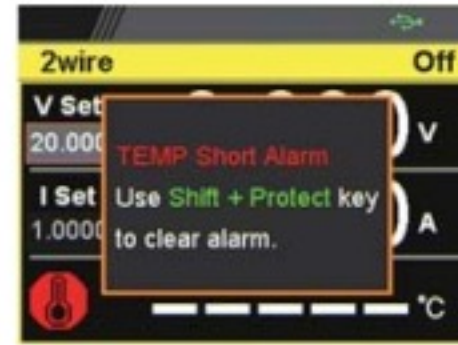 2wire Off
V Set
20.000 V
TEMP Short Alarm
Use Shift + Protect key
to clear alarm.
I Set
1.0000 A
°C